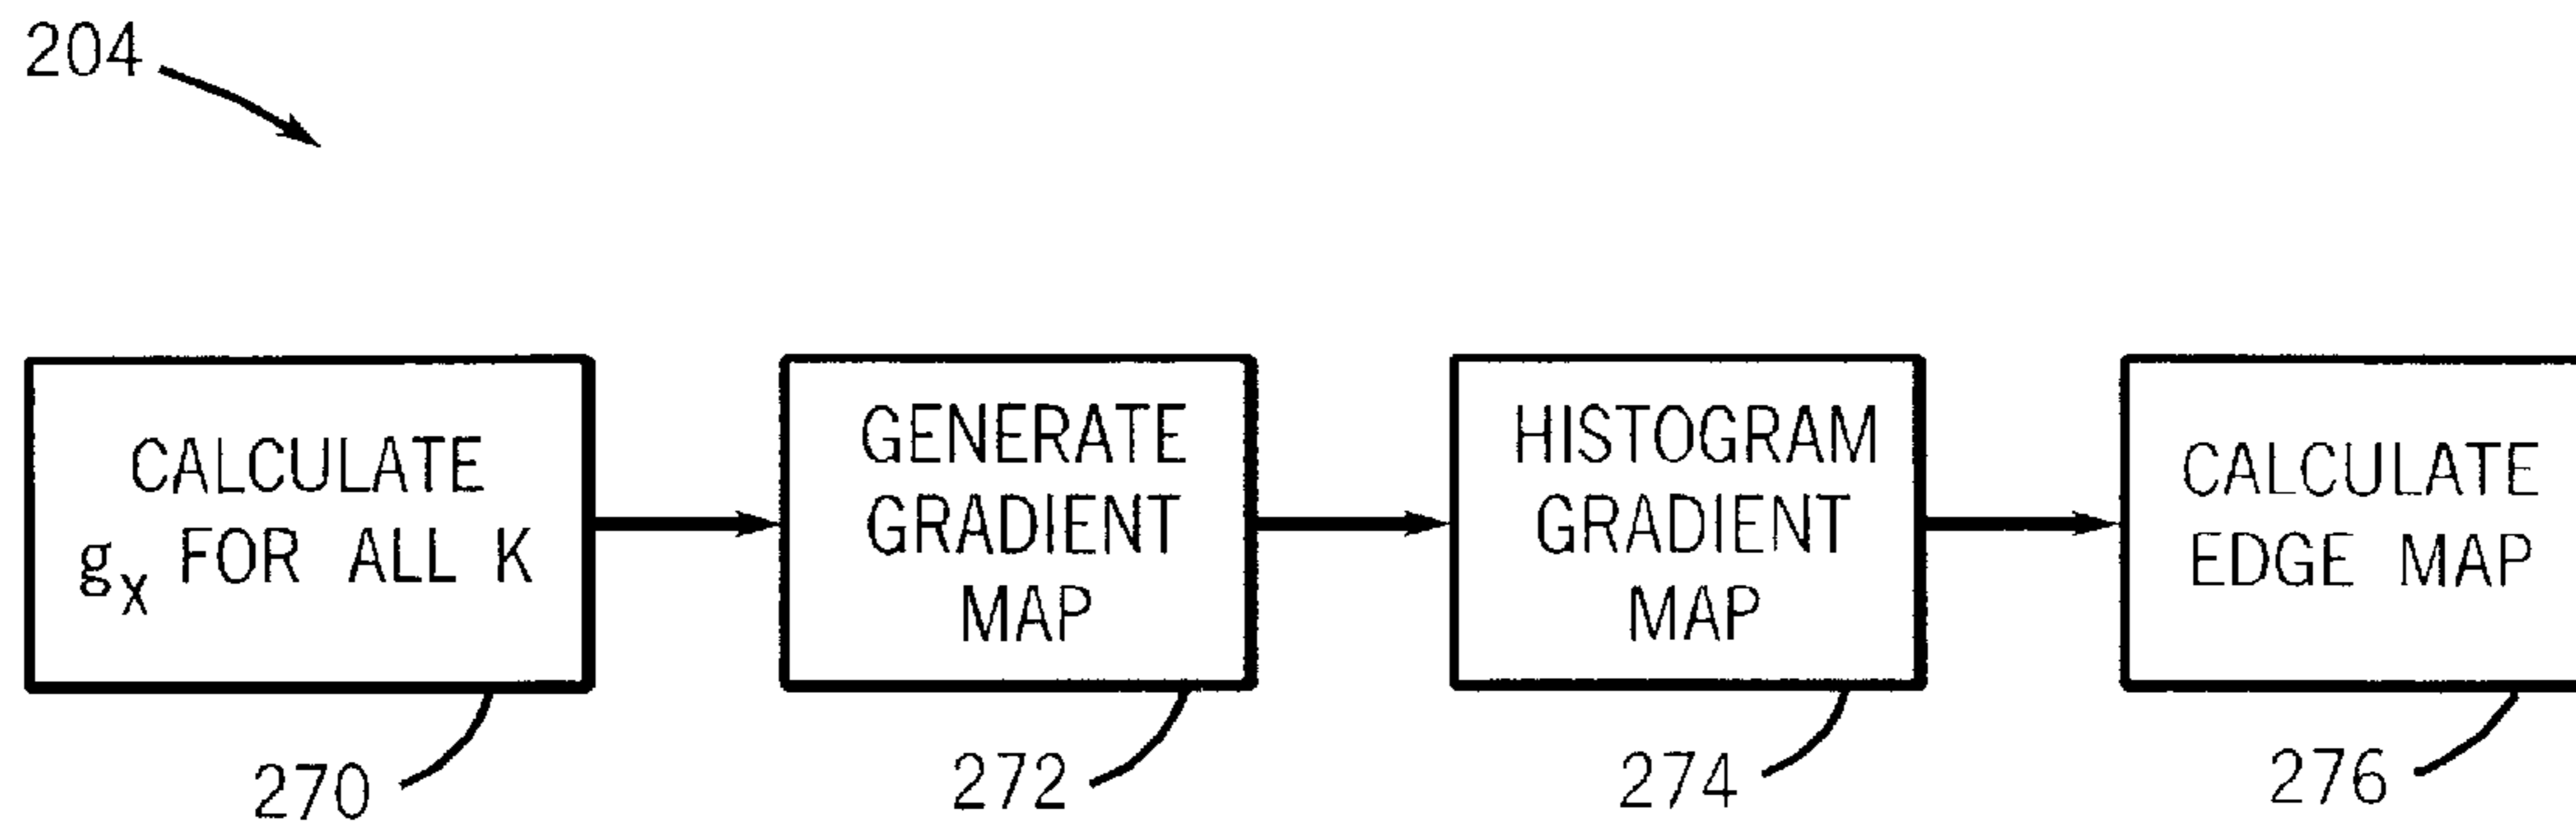 204
CALCULATE
gx FOR ALL K
GENERATE
GRADIENT
MAP
HISTOGRAM
GRADIENT
MAP
CALCULATE
EDGE MAP
270
272
274
276